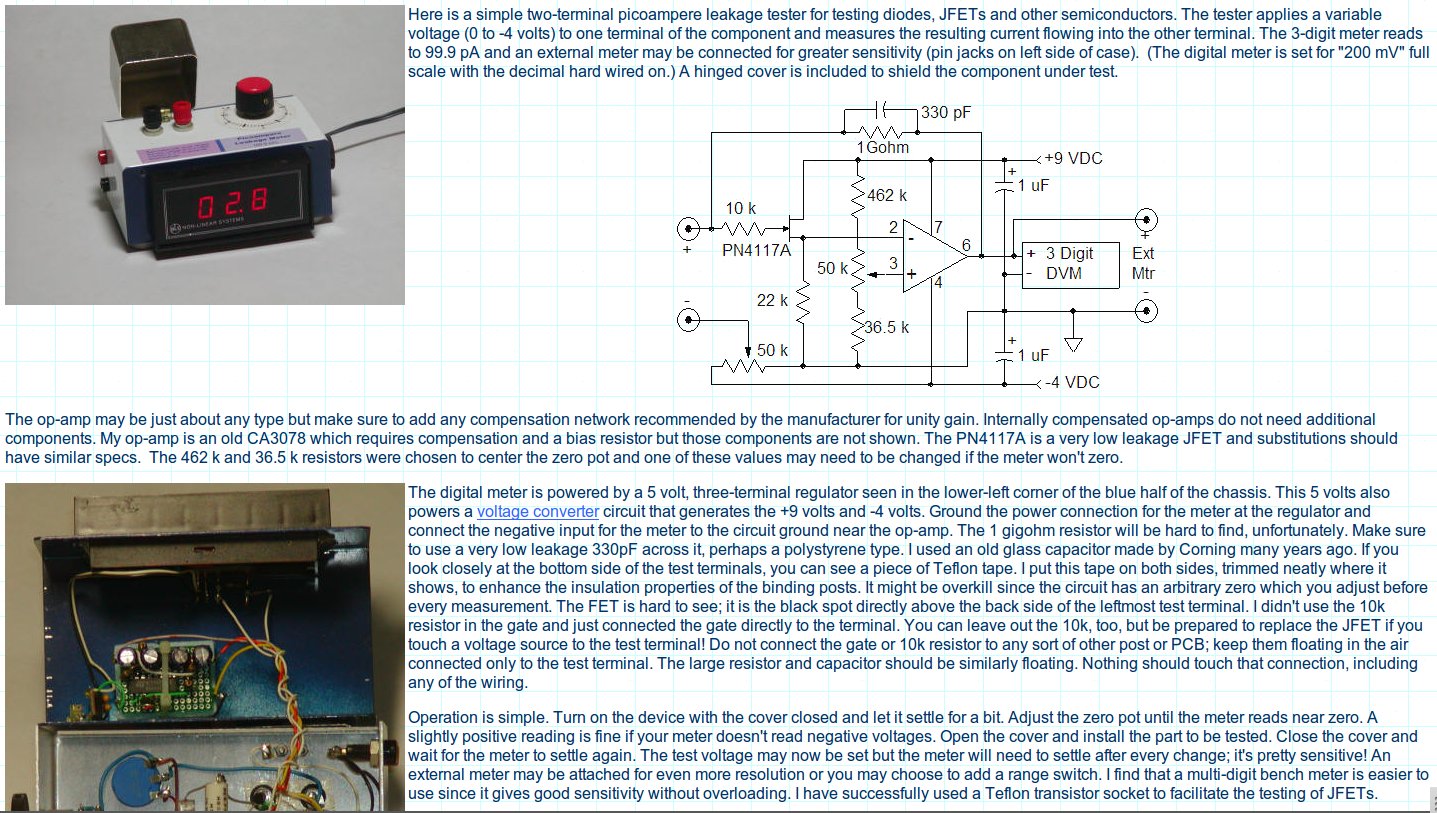 Here is a simple two-terminal picoampere leakage tester for testing diodes, JFETs and other semiconductors. The tester applies a variable
voltage (0 to -4 volts) to one terminal of the component and measures the resulting current flowing into the other terminal. The 3-digit meter reads
to 99.9 pA and an external meter may be connected for greater sensitivity (pin jacks on left side of case).  (The digital meter is set for "200 mV" full
scale with the decimal hard wired on.) A hinged cover is included to shield the component under test.
Picoampere
Leakage Meter
02.8
NON-LINEAR SYSTEMS
330 pF
1Gohm
+9 VDC
+
1 uF
462 k
10 k
2
-
7
+
PN4117A
6
+
50 k
3
+
+ 3 Digit
- DVM
Ext
Mtr
4
-
22 k
-
36.5 k
50 k
+
1 uF
-4 VDC
The op-amp may be just about any type but make sure to add any compensation network recommended by the manufacturer for unity gain. Internally compensated op-amps do not need additional
components. My op-amp is an old CA3078 which requires compensation and a bias resistor but those components are not shown. The PN4117A is a very low leakage JFET and substitutions should
have similar specs.  The 462 k and 36.5 k resistors were chosen to center the zero pot and one of these values may need to be changed if the meter won't zero.
The digital meter is powered by a 5 volt, three-terminal regulator seen in the lower-left corner of the blue half of the chassis. This 5 volts also
powers a voltage converter circuit that generates the +9 volts and -4 volts. Ground the power connection for the meter at the regulator and
connect the negative input for the meter to the circuit ground near the op-amp. The 1 gigohm resistor will be hard to find, unfortunately. Make sure
to use a very low leakage 330pF across it, perhaps a polystyrene type. I used an old glass capacitor made by Corning many years ago. If you
look closely at the bottom side of the test terminals, you can see a piece of Teflon tape. I put this tape on both sides, trimmed neatly where it
shows, to enhance the insulation properties of the binding posts. It might be overkill since the circuit has an arbitrary zero which you adjust before
every measurement. The FET is hard to see; it is the black spot directly above the back side of the leftmost test terminal. I didn't use the 10k
resistor in the gate and just connected the gate directly to the terminal. You can leave out the 10k, too, but be prepared to replace the JFET if you
touch a voltage source to the test terminal! Do not connect the gate or 10k resistor to any sort of other post or PCB; keep them floating in the air
connected only to the test terminal. The large resistor and capacitor should be similarly floating. Nothing should touch that connection, including
any of the wiring.
Operation is simple. Turn on the device with the cover closed and let it settle for a bit. Adjust the zero pot until the meter reads near zero. A
slightly positive reading is fine if your meter doesn't read negative voltages. Open the cover and install the part to be tested. Close the cover and
wait for the meter to settle again. The test voltage may now be set but the meter will need to settle after every change; it's pretty sensitive! An
external meter may be attached for even more resolution or you may choose to add a range switch. I find that a multi-digit bench meter is easier to
use since it gives good sensitivity without overloading. I have successfully used a Teflon transistor socket to facilitate the testing of JFETs.